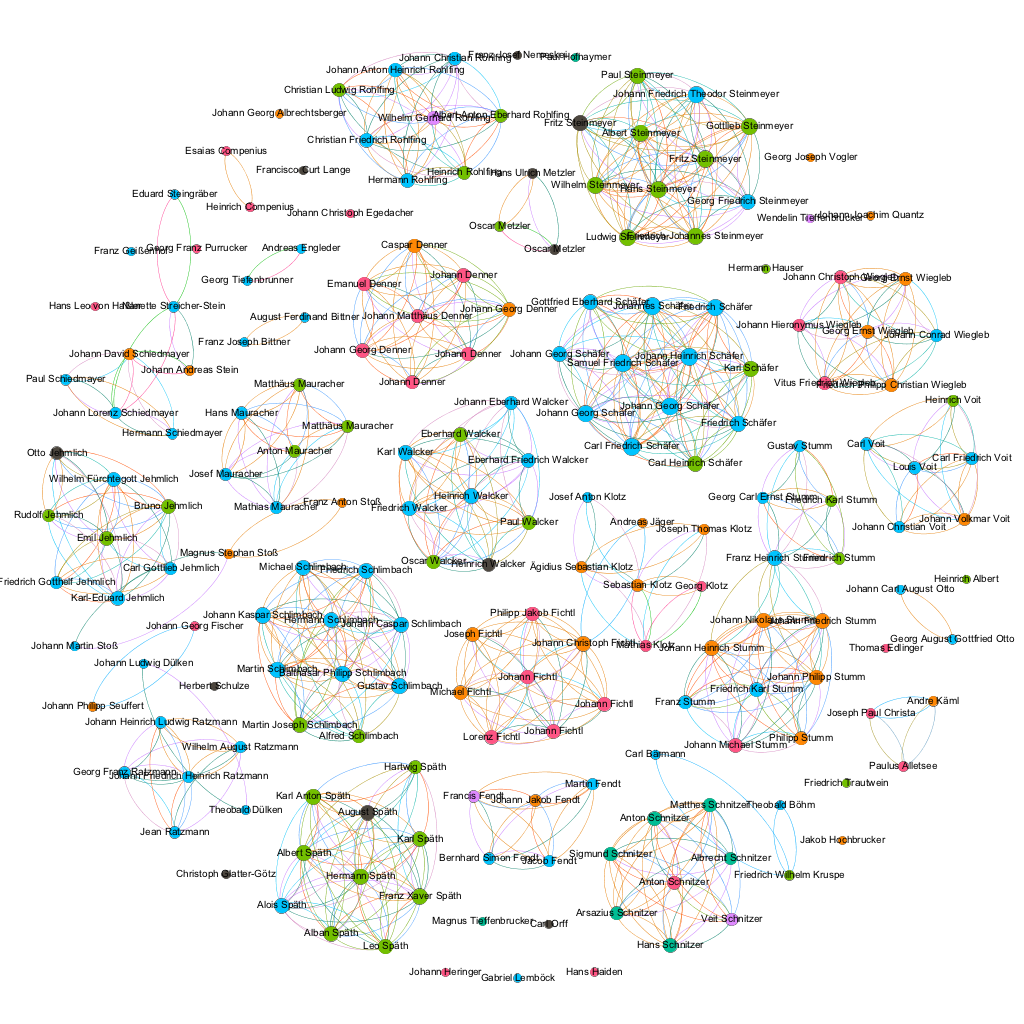 Johann Christian Rohlfing
Franz Josef Nemeskei
Paul Hofhaymer
Johann Anton Heinrich Rohlfing
Paul Steinmeyer
Christian Ludwig Rohlfing
Johann Friedrich Theodor Steinmeyer
Johann Georg Albrechtsberger
Wilhelm Gerhard Rohlfing
Albert Anton Eberhard Rohlfing
Fritz Steinmeyer
Gottlieb Steinmeyer
Albert Steinmeyer
Christian Friedrich Rohlfing
Esaias Compenius
Fritz Steinmeyer
Georg Joseph Vogler
Francisco Curt Lange
Heinrich Rohlfing
Hans Ulrich Metzler
Hermann Rohlfing
Wilhelm Steinmeyer
Hans Steinmeyer
Eduard Steingräber
Georg Friedrich Steinmeyer
Heinrich Compenius
Johann Christoph Egedacher
Wendelin Tieffenbrucker
Johann Joachim Quantz
Oscar Metzler
Ludwig Steinmeyer
Friedrich Johannes Steinmeyer
Franz Geißenhof
Georg Franz Purrucker
Andreas Engleder
Caspar Denner
Oscar Metzler
Hermann Hauser
Georg Tiefenbrunner
Emanuel Denner
Johann Denner
Johann Christoph Wiegleb
Georg Ernst Wiegleb
Hans Leo von Haßler
Nanette Streicher-Stein
Gottfried Eberhard Schäfer
Johannes Schäfer
Friedrich Schäfer
August Ferdinand Bittner
Johann Matthäus Denner
Johann Georg Denner
Johann Hieronymus Wiegleb
Georg Ernst Wiegleb
Johann Conrad Wiegleb
Franz Joseph Bittner
Johann Georg Denner
Johann Denner
Johann David Schiedmayer
Johann Georg Schäfer
Samuel Friedrich Schäfer
Johann Heinrich Schäfer
Karl Schäfer
Johann Andreas Stein
Paul Schiedmayer
Johann Denner
Matthäus Mauracher
Vitus Friedrich Wiegleb
Friedrich Philipp Christian Wiegleb
Johann Lorenz Schiedmayer
Hans Mauracher
Johann Eberhard Walcker
Johann Georg Schäfer
Johann Georg Schäfer
Heinrich Voit
Hermann Schiedmayer
Matthäus Mauracher
Eberhard Walcker
Friedrich Schäfer
Otto Jehmlich
Anton Mauracher
Karl Walcker
Carl Friedrich Schäfer
Gustav Stumm
Carl Voit
Wilhelm Fürchtegott Jehmlich
Josef Mauracher
Eberhard Friedrich Walcker
Carl Heinrich Schäfer
Louis Voit
Carl Friedrich Voit
Bruno Jehmlich
Mathias Mauracher
Franz Anton Stoß
Friedrich Walcker
Heinrich Walcker
Josef Anton Klotz
Georg Carl Ernst Stumm
Friedrich Karl Stumm
Rudolf Jehmlich
Paul Walcker
Andreas Jäger
Joseph Thomas Klotz
Johann Christian Voit
Johann Volkmar Voit
Emil Jehmlich
Magnus Stephan Stoß
Oscar Walcker
Heinrich Walcker
Ägidius Sebastian Klotz
Franz Heinrich Stumm
Friedrich Stumm
Friedrich Gotthelf Jehmlich
Carl Gottlieb Jehmlich
Michael Schlimbach
Friedrich Schlimbach
Sebastian Klotz
Georg Klotz
Heinrich Albert
Karl-Eduard Jehmlich
Johann Carl August Otto
Johann Kaspar Schlimbach
Hermann Schlimbach
Johann Caspar Schlimbach
Philipp Jakob Fichtl
Johann Nikolaus Stumm
Johann Friedrich Stumm
Johann Georg Fischer
Joseph Fichtl
Johann Christoph Fichtl
Mathias Klotz
Johann Heinrich Stumm
Georg August Gottfried Otto
Johann Martin Stoß
Thomas Edlinger
Johann Ludwig Dülken
Martin Schlimbach
Balthasar Philipp Schlimbach
Gustav Schlimbach
Johann Fichtl
Johann Philipp Stumm
Herbert Schulze
Michael Fichtl
Friedrich Karl Stumm
Johann Philipp Seuffert
Franz Stumm
Johann Fichtl
Andre Käml
Johann Heinrich Ludwig Ratzmann
Martin Joseph Schlimbach
Alfred Schlimbach
Lorenz Fichtl
Johann Fichtl
Johann Michael Stumm
Philipp Stumm
Joseph Paul Christa
Wilhelm August Ratzmann
Carl Bärmann
Georg Franz Ratzmann
Johann Friedrich Heinrich Ratzmann
Hartwig Späth
Paulus Alletsee
Karl Anton Späth
Francis Fendt
Johann Jakob Fendt
Martin Fendt
Friedrich Trautwein
Theobald Dülken
August Späth
Matthes Schnitzer
Theobald Böhm
Jean Ratzmann
Karl Späth
Anton Schnitzer
Jakob Hochbrucker
Albert Späth
Bernhard Simon Fendt
Jacob Fendt
Sigmund Schnitzer
Albrecht Schnitzer
Christoph Glatter-Götz
Hermann Späth
Anton Schnitzer
Friedrich Wilhelm Kruspe
Franz Xaver Späth
Alois Späth
Arsazius Schnitzer
Veit Schnitzer
Magnus Tieffenbrucker
Carl Orff
Alban Späth
Leo Späth
Hans Schnitzer
Johann Heringer
Gabriel Lemböck
Hans Haiden